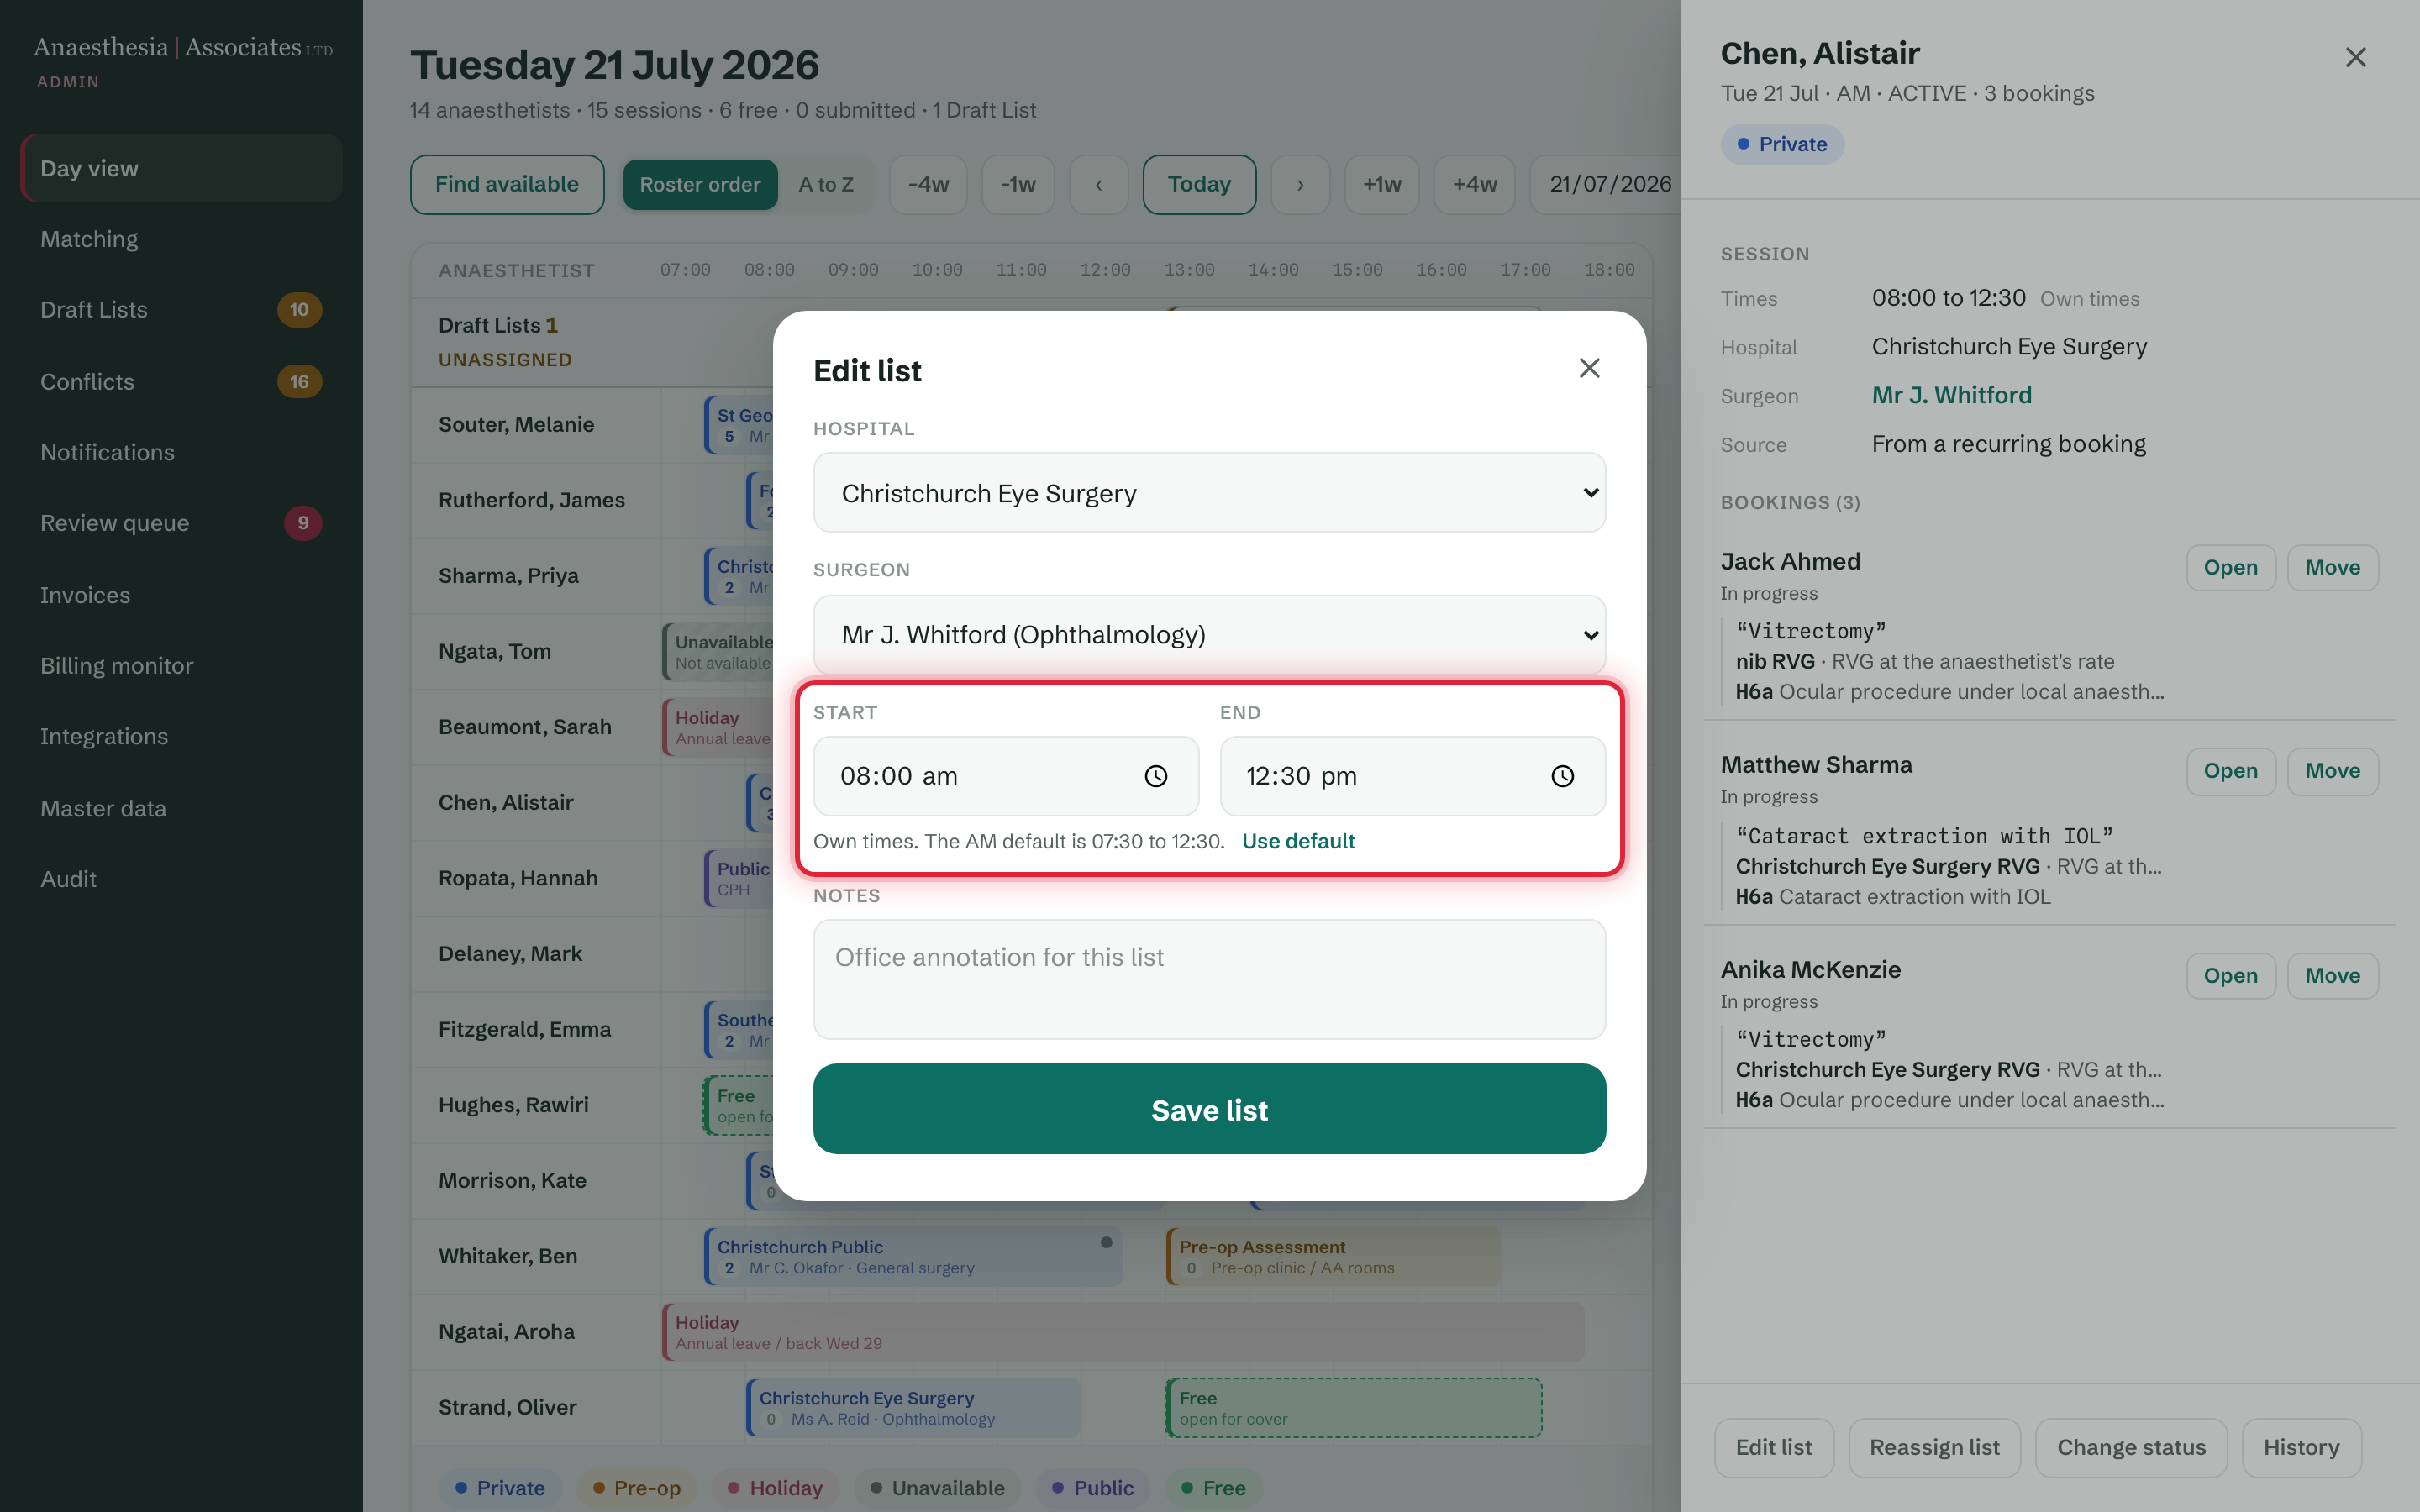 Anaesthesia | Associates LTD
ADMIN
Day view
Matching
Draft Lists 10
Conflicts 16
Notifications
Review queue 9
Invoices
Billing monitor
Integrations
Master data
Audit
Tuesday 21 July 2026
14 anaesthetists · 15 sessions · 6 free · 0 submitted · 1 Draft List
Find available Roster order A to Z -4w -1w ‹ Today › +1w +4w 21/07/2026
ANAESTHETIST 07:00 08:00 09:00 10:00 11:00 12:00 13:00 14:00 15:00 16:00 17:00 18:00
Draft Lists 1
UNASSIGNED
Souter, Melanie
St Geo
5 Mr
Rutherford, James
Sharma, Priya
Christc
2 Mr
Ngata, Tom
Unavailable
Not available
Beaumont, Sarah
Holiday
Annual leave
Chen, Alistair
Ropata, Hannah
Public
CPH
Delaney, Mark
Fitzgerald, Emma
Southe
2 Mr
Hughes, Rawiri
Free
open fo
Morrison, Kate
0
Whitaker, Ben
Christchurch Public
2 Mr C. Okafor · General surgery
Pre-op Assessment
0 Pre-op clinic / AA rooms
Ngatai, Aroha
Holiday
Annual leave / back Wed 29
Strand, Oliver
Christchurch Eye Surgery
0 Ms A. Reid · Ophthalmology
Free
open for cover
Private Pre-op Holiday Unavailable Public Free
Edit list
HOSPITAL
Christchurch Eye Surgery
SURGEON
Mr J. Whitford (Ophthalmology)
START END
08:00 am 12:30 pm
Own times. The AM default is 07:30 to 12:30. Use default
NOTES
Office annotation for this list
Save list
Chen, Alistair
Tue 21 Jul · AM · ACTIVE · 3 bookings
Private
SESSION
Times 08:00 to 12:30 Own times
Hospital Christchurch Eye Surgery
Surgeon Mr J. Whitford
Source From a recurring booking
BOOKINGS (3)
Jack Ahmed Open Move
In progress
“Vitrectomy”
nib RVG · RVG at the anaesthetist's rate
H6a Ocular procedure under local anaesth...
Matthew Sharma Open Move
In progress
“Cataract extraction with IOL”
Christchurch Eye Surgery RVG · RVG at th...
H6a Cataract extraction with IOL
Anika McKenzie Open Move
In progress
“Vitrectomy”
Christchurch Eye Surgery RVG · RVG at th...
H6a Ocular procedure under local anaesth...
Edit list Reassign list Change status History